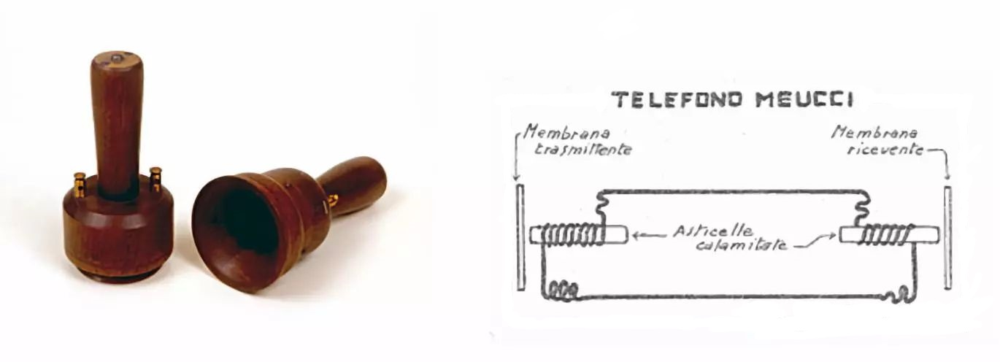 TELEFONO MEUCCI
Membrana
trasmittente
Membrana
ricevente
Asticelle
calamitate